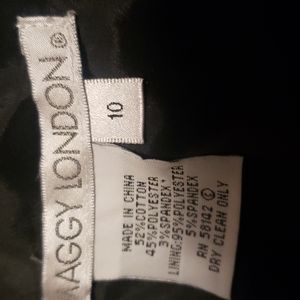 MAGGY LONDON®
10
MADE IN CHINA
52% COTTON
45%POLYESTER
3%SPANDEX
LINING:95%POLYESTER
5%SPANDEX
RN 58142 ©
DRY CLEAN ONLY